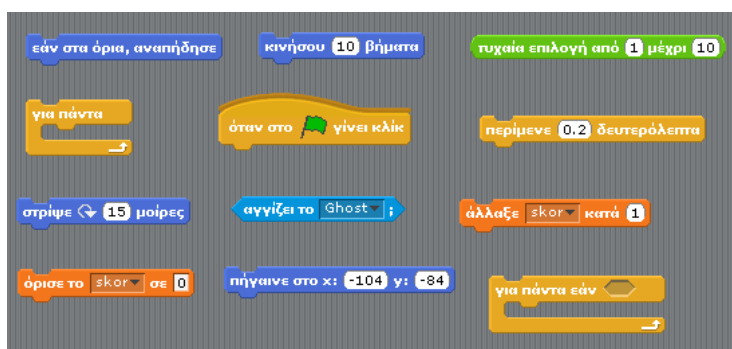 εάν στα όρια, αναπήδησε
κινήσου 10 βήματα
τυχαία επιλογή από 1 μέχρι 10
για πάντα
όταν στο γίνει κλίκ
περίμενε 0.2 δευτερόλεπτα
στρίψε 15 μοίρες
αγγίζει το Ghost ;
άλλαξε skor κατά 1
όρισε το skor σε 0
πήγαινε στο x: -104 y: -84
για πάντα εάν